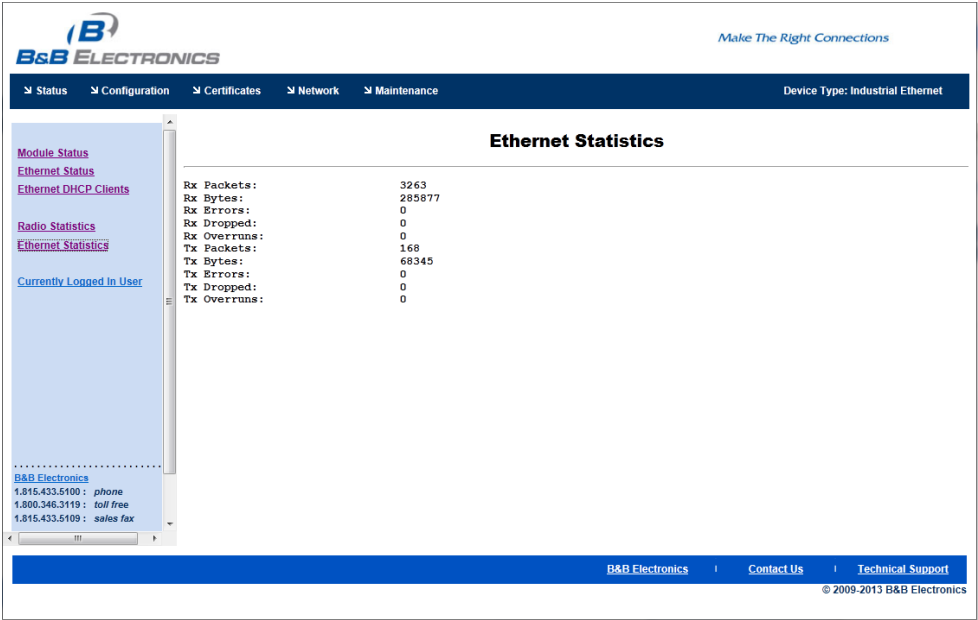 B&B ELECTRONICS
Make The Right Connections
Status Configuration Certificates Network Maintenance Device Type: Industrial Ethernet
Module Status
Ethernet Status
Ethernet DHCP Clients
Radio Statistics
Ethernet Statistics
Currently Logged In User
B&B Electronics
1.815.433.5100 : phone
1.800.346.3119 : toll free
1.815.433.5109 : sales fax
Ethernet Statistics
Rx Packets: 3263
Rx Bytes: 285877
Rx Errors: 0
Rx Dropped: 0
Rx Overruns: 0
Tx Packets: 168
Tx Bytes: 68345
Tx Errors: 0
Tx Dropped: 0
Tx Overruns: 0
B&B Electronics | Contact Us | Technical Support
© 2009-2013 B&B Electronics